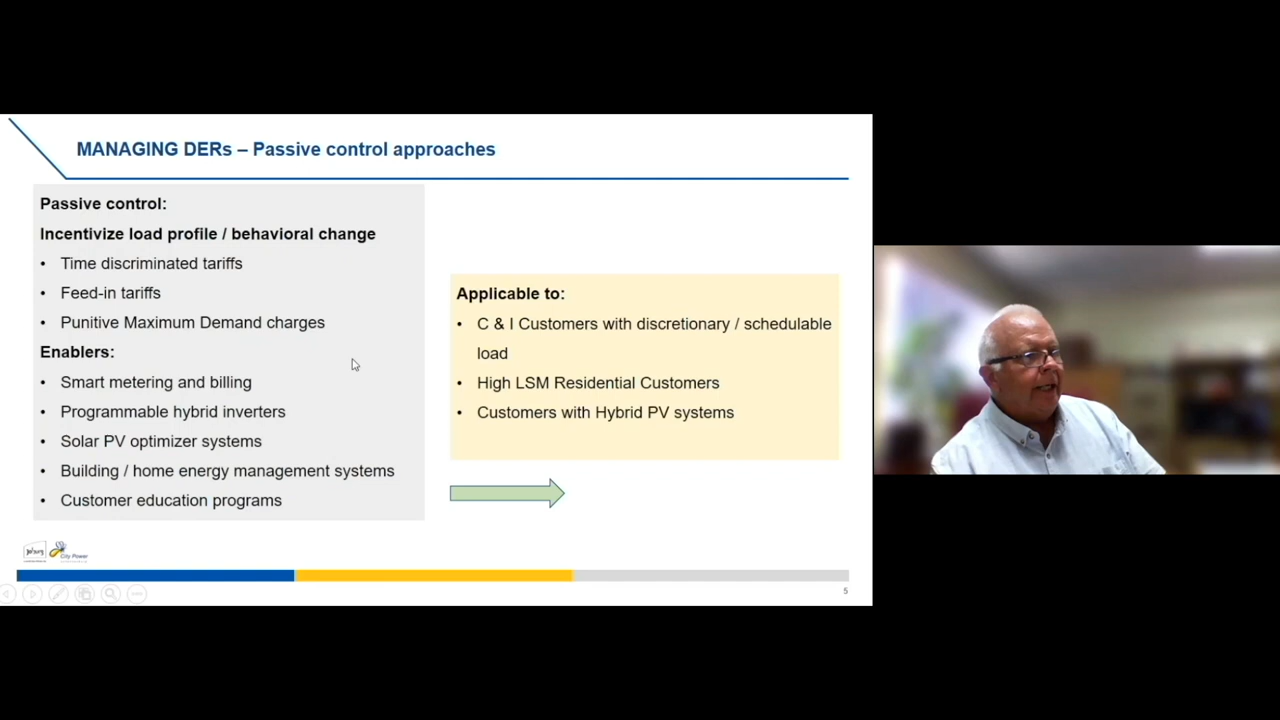 MANAGING DERs – Passive control approaches
Passive control:
Incentivize load profile / behavioral change
• Time discriminated tariffs
• Feed-in tariffs
• Punitive Maximum Demand charges
Enablers:
• Smart metering and billing
• Programmable hybrid inverters
• Solar PV optimizer systems
• Building / home energy management systems
• Customer education programs
Applicable to:
• C & I Customers with discretionary / schedulable
load
• High LSM Residential Customers
• Customers with Hybrid PV systems
Joburg
City Power
5